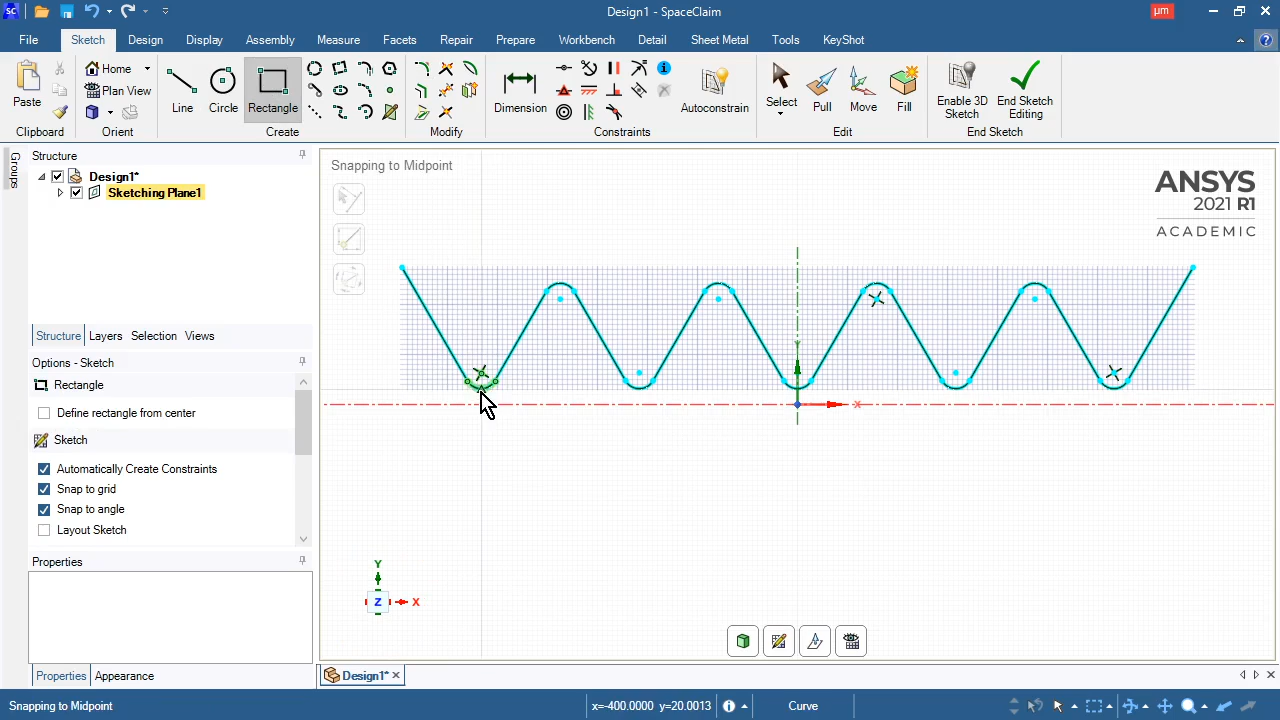 SC
Design1 - SpaceClaim
µm
File
Sketch
Design
Display
Assembly
Measure
Facets
Repair
Prepare
Workbench
Detail
Sheet Metal
Tools
KeyShot
Paste
Clipboard
Home
Plan View
Orient
Line
Circle
Rectangle
Create
Modify
Dimension
Constraints
Autoconstrain
Select
Pull
Move
Fill
Edit
Enable 3D
Sketch
End Sketch
Editing
End Sketch
Groups
Structure
Design1*
Sketching Plane1
Structure
Layers
Selection
Views
Options - Sketch
Rectangle
Define rectangle from center
Sketch
Automatically Create Constraints
Snap to grid
Snap to angle
Layout Sketch
Properties
Properties
Appearance
Snapping to Midpoint
ANSYS
2021 R1
ACADEMIC
Y
X
Y
Z
X
Design1*
Snapping to Midpoint
x=-400.0000 y=20.0013
Curve